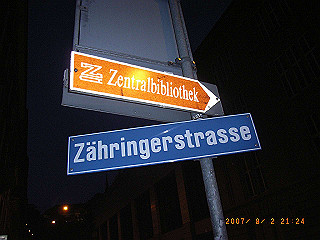 Zentralbibliothek
Zähringerstrasse
2007/ 8/ 2 21:24